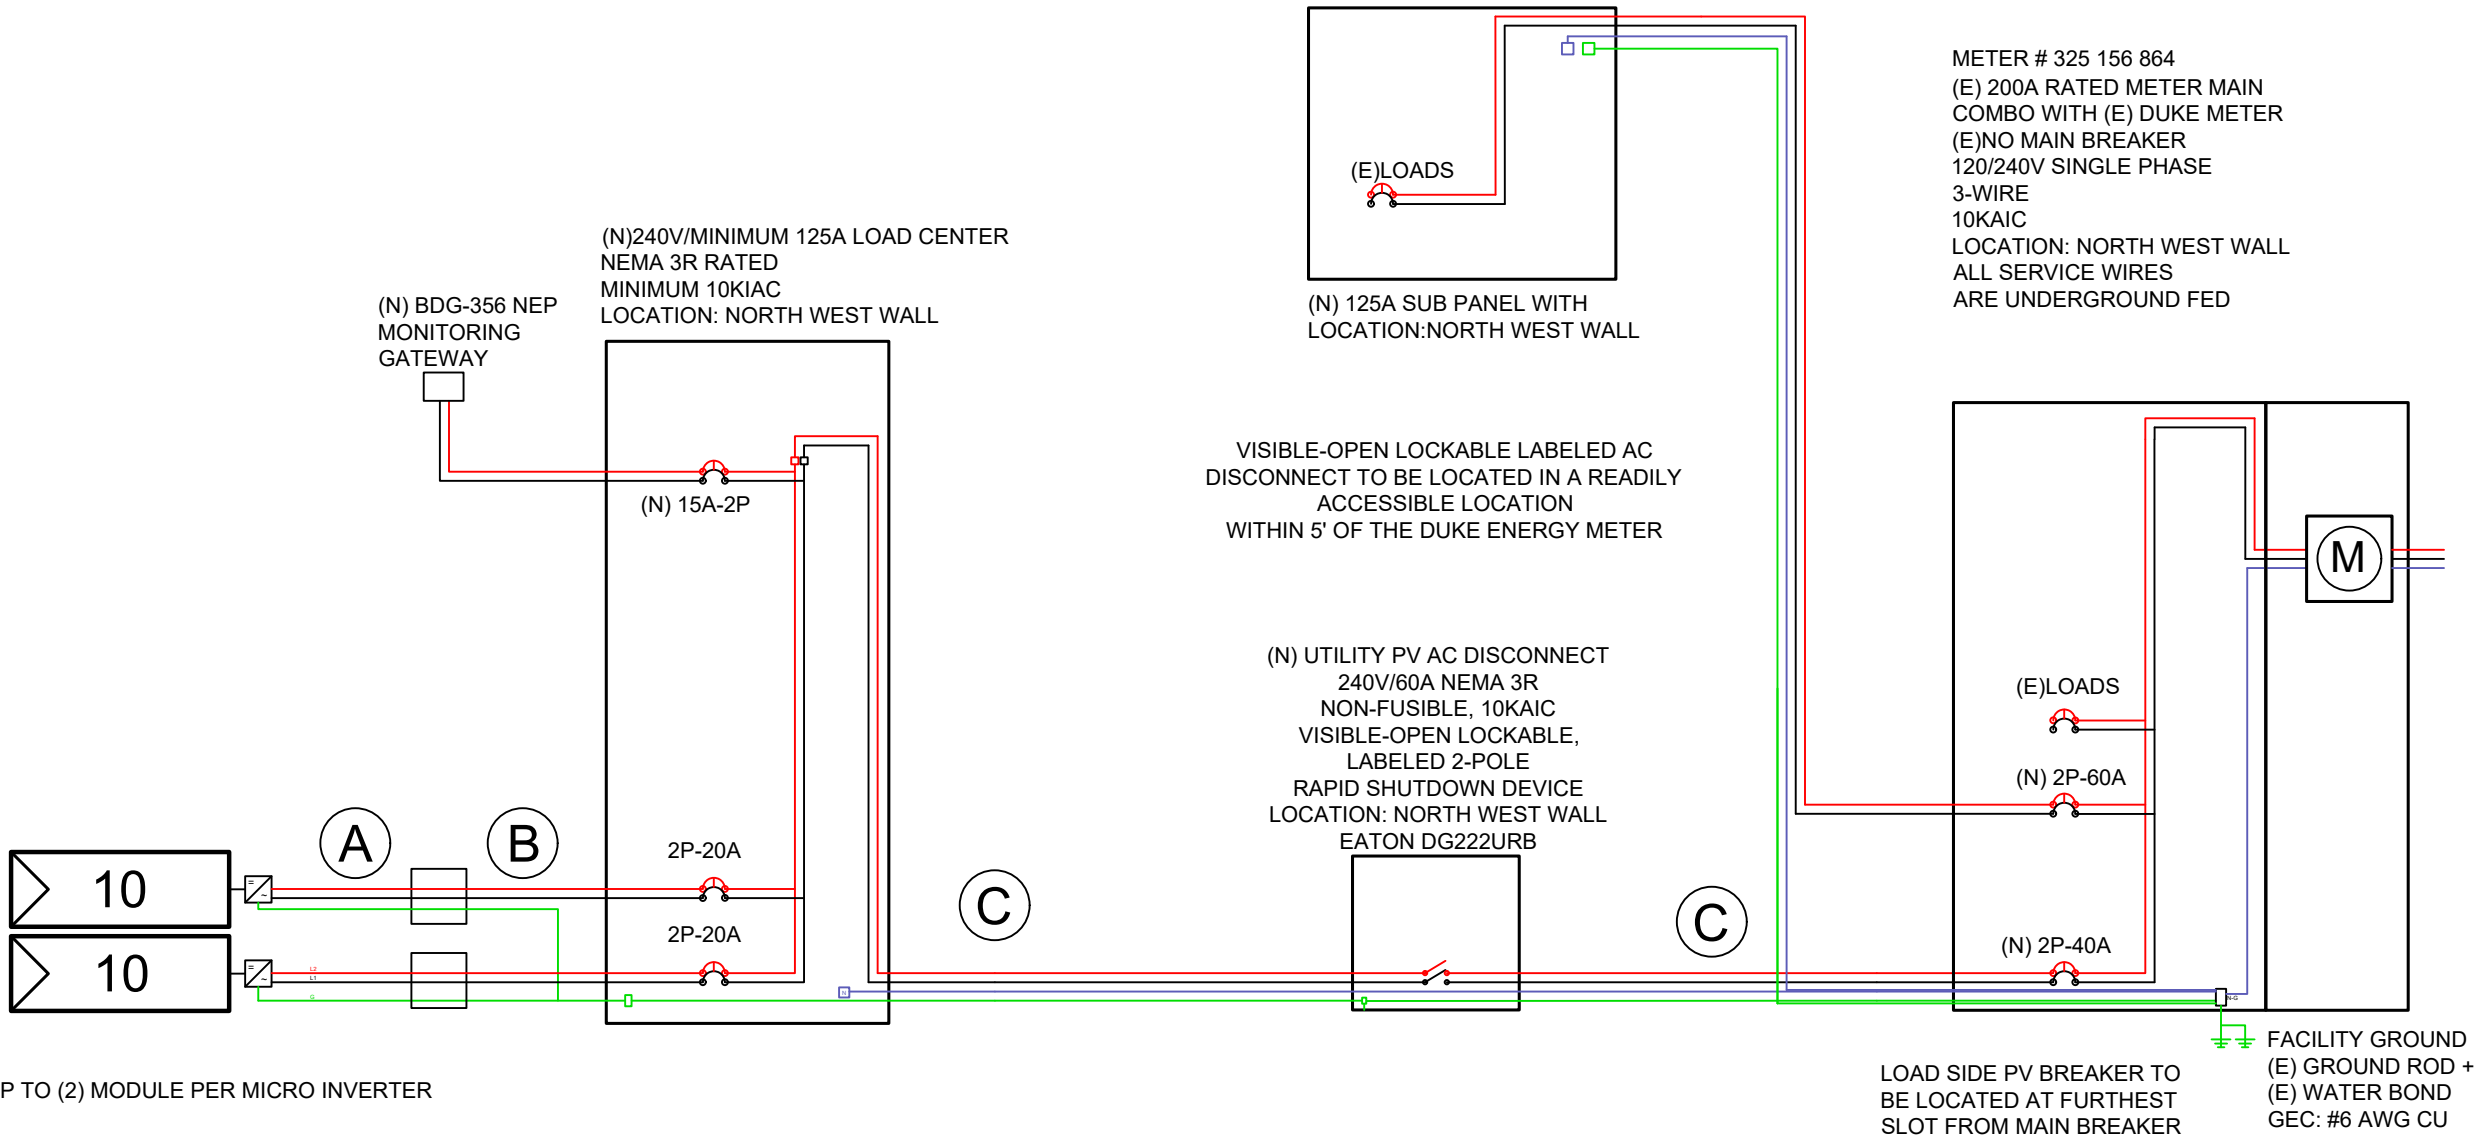 METER # 325 156 864
(E) 200A RATED METER MAIN
COMBO WITH (E) DUKE METER
(E)NO MAIN BREAKER
120/240V SINGLE PHASE
3-WIRE
10KAIC
LOCATION: NORTH WEST WALL
ALL SERVICE WIRES
ARE UNDERGROUND FED
(E)LOADS
(N) 125A SUB PANEL WITH
LOCATION:NORTH WEST WALL
(N)240V/MINIMUM 125A LOAD CENTER
NEMA 3R RATED
MINIMUM 10KIAC
LOCATION: NORTH WEST WALL
(N) BDG-356 NEP
MONITORING
GATEWAY
(N) 15A-2P
VISIBLE-OPEN LOCKABLE LABELED AC
DISCONNECT TO BE LOCATED IN A READILY
ACCESSIBLE LOCATION
WITHIN 5' OF THE DUKE ENERGY METER
M
(N) UTILITY PV AC DISCONNECT
240V/60A NEMA 3R
NON-FUSIBLE, 10KAIC
VISIBLE-OPEN LOCKABLE,
LABELED 2-POLE
RAPID SHUTDOWN DEVICE
LOCATION: NORTH WEST WALL
EATON DG222URB
(E)LOADS
(N) 2P-60A
(N) 2P-40A
A
B
C
C
10
10
2P-20A
2P-20A
L2
L1
G
N
N-G
P TO (2) MODULE PER MICRO INVERTER
LOAD SIDE PV BREAKER TO
BE LOCATED AT FURTHEST
SLOT FROM MAIN BREAKER
FACILITY GROUND
(E) GROUND ROD +
(E) WATER BOND
GEC: #6 AWG CU